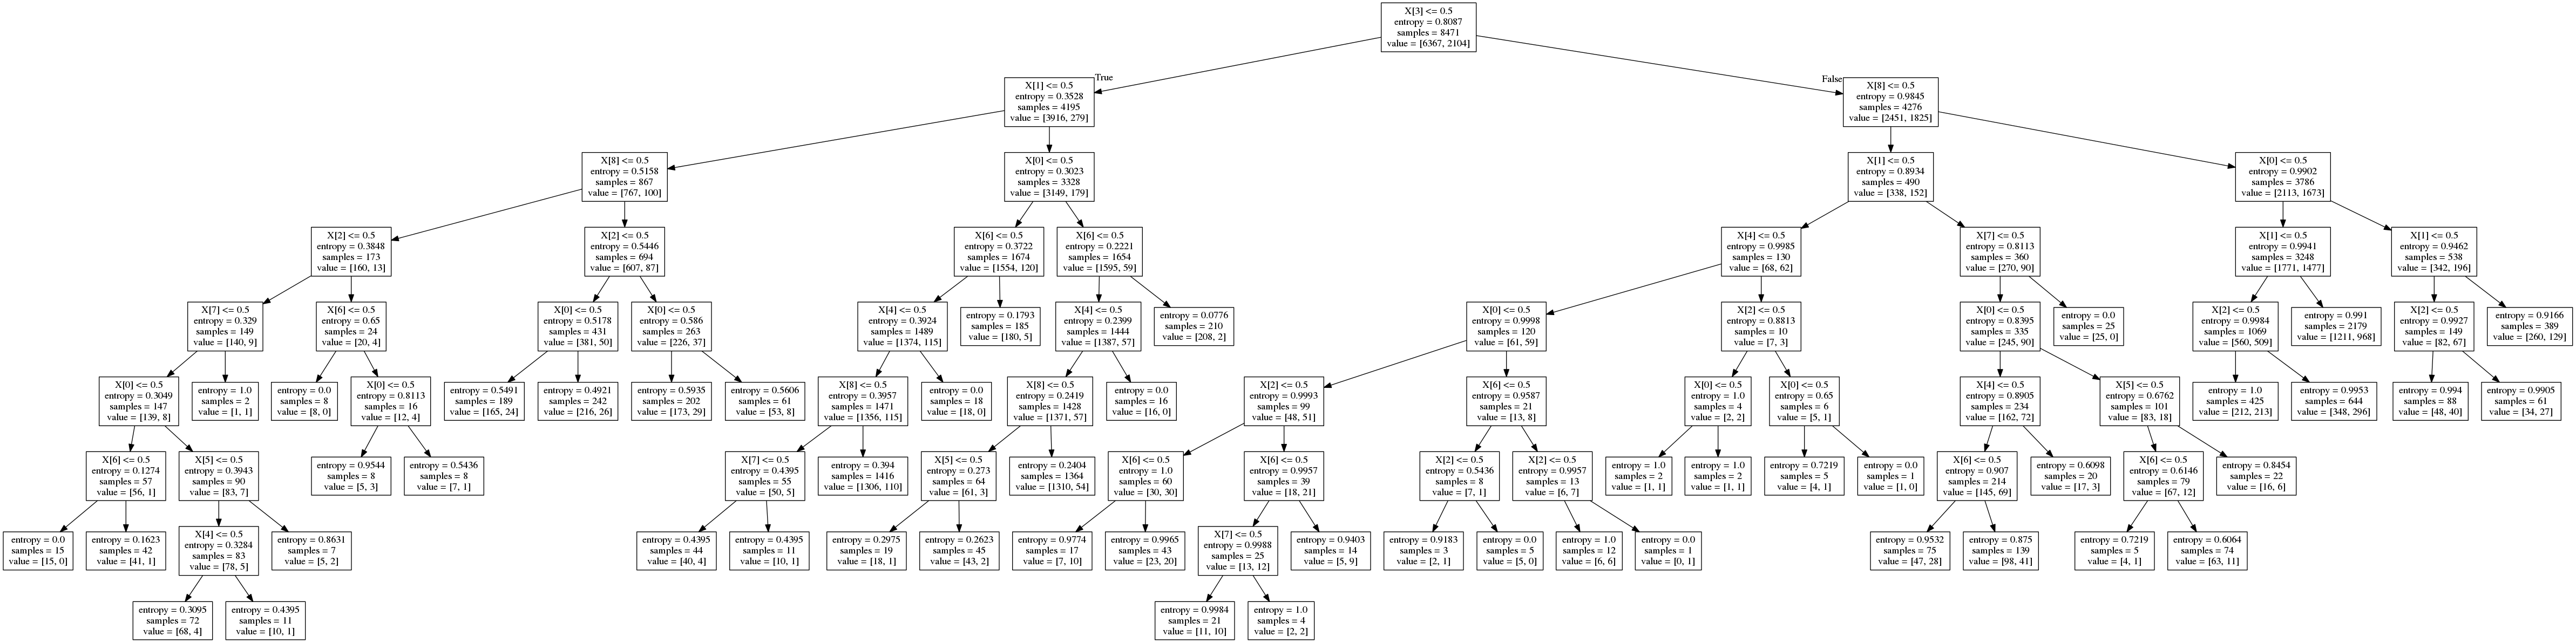 X[3] <= 0.5
entropy = 0.8087
samples = 8471
value = [6367, 2104]
True
False
X[1] <= 0.5
entropy = 0.3528
samples = 4195
value = [3916, 279]
X[8] <= 0.5
entropy = 0.9845
samples = 4276
value = [2451, 1825]
X[8] <= 0.5
entropy = 0.5158
samples = 867
value = [767, 100]
X[0] <= 0.5
entropy = 0.3023
samples = 3328
value = [3149, 179]
X[1] <= 0.5
entropy = 0.8934
samples = 490
value = [338, 152]
X[0] <= 0.5
entropy = 0.9902
samples = 3786
value = [2113, 1673]
X[2] <= 0.5
entropy = 0.3848
samples = 173
value = [160, 13]
X[2] <= 0.5
entropy = 0.5446
samples = 694
value = [607, 87]
X[6] <= 0.5
entropy = 0.3722
samples = 1674
value = [1554, 120]
X[6] <= 0.5
entropy = 0.2221
samples = 1654
value = [1595, 59]
X[4] <= 0.5
entropy = 0.9985
samples = 130
value = [68, 62]
X[7] <= 0.5
entropy = 0.8113
samples = 360
value = [270, 90]
X[1] <= 0.5
entropy = 0.9941
samples = 3248
value = [1771, 1477]
X[1] <= 0.5
entropy = 0.9462
samples = 538
value = [342, 196]
X[7] <= 0.5
entropy = 0.329
samples = 149
value = [140, 9]
X[6] <= 0.5
entropy = 0.65
samples = 24
value = [20, 4]
X[0] <= 0.5
entropy = 0.5178
samples = 431
value = [381, 50]
X[0] <= 0.5
entropy = 0.586
samples = 263
value = [226, 37]
X[4] <= 0.5
entropy = 0.3924
samples = 1489
value = [1374, 115]
entropy = 0.1793
samples = 185
value = [180, 5]
X[4] <= 0.5
entropy = 0.2399
samples = 1444
value = [1387, 57]
entropy = 0.0776
samples = 210
value = [208, 2]
X[0] <= 0.5
entropy = 0.9998
samples = 120
value = [61, 59]
X[2] <= 0.5
entropy = 0.8813
samples = 10
value = [7, 3]
X[0] <= 0.5
entropy = 0.8395
samples = 335
value = [245, 90]
entropy = 0.0
samples = 25
value = [25, 0]
X[2] <= 0.5
entropy = 0.9984
samples = 1069
value = [560, 509]
entropy = 0.991
samples = 2179
value = [1211, 968]
X[2] <= 0.5
entropy = 0.9927
samples = 149
value = [82, 67]
entropy = 0.9166
samples = 389
value = [260, 129]
X[0] <= 0.5
entropy = 0.3049
samples = 147
value = [139, 8]
entropy = 1.0
samples = 2
value = [1, 1]
entropy = 0.0
samples = 8
value = [8, 0]
X[0] <= 0.5
entropy = 0.8113
samples = 16
value = [12, 4]
entropy = 0.5491
samples = 189
value = [165, 24]
entropy = 0.4921
samples = 242
value = [216, 26]
entropy = 0.5935
samples = 202
value = [173, 29]
entropy = 0.5606
samples = 61
value = [53, 8]
X[8] <= 0.5
entropy = 0.3957
samples = 1471
value = [1356, 115]
entropy = 0.0
samples = 18
value = [18, 0]
X[8] <= 0.5
entropy = 0.2419
samples = 1428
value = [1371, 57]
entropy = 0.0
samples = 16
value = [16, 0]
X[2] <= 0.5
entropy = 0.9993
samples = 99
value = [48, 51]
X[6] <= 0.5
entropy = 0.9587
samples = 21
value = [13, 8]
X[0] <= 0.5
entropy = 1.0
samples = 4
value = [2, 2]
X[0] <= 0.5
entropy = 0.65
samples = 6
value = [5, 1]
X[4] <= 0.5
entropy = 0.8905
samples = 234
value = [162, 72]
X[5] <= 0.5
entropy = 0.6762
samples = 101
value = [83, 18]
entropy = 1.0
samples = 425
value = [212, 213]
entropy = 0.9953
samples = 644
value = [348, 296]
entropy = 0.994
samples = 88
value = [48, 40]
entropy = 0.9905
samples = 61
value = [34, 27]
X[6] <= 0.5
entropy = 0.1274
samples = 57
value = [56, 1]
X[5] <= 0.5
entropy = 0.3943
samples = 90
value = [83, 7]
entropy = 0.9544
samples = 8
value = [5, 3]
entropy = 0.5436
samples = 8
value = [7, 1]
X[7] <= 0.5
entropy = 0.4395
samples = 55
value = [50, 5]
entropy = 0.394
samples = 1416
value = [1306, 110]
X[5] <= 0.5
entropy = 0.273
samples = 64
value = [61, 3]
entropy = 0.2404
samples = 1364
value = [1310, 54]
X[6] <= 0.5
entropy = 1.0
samples = 60
value = [30, 30]
X[6] <= 0.5
entropy = 0.9957
samples = 39
value = [18, 21]
X[2] <= 0.5
entropy = 0.5436
samples = 8
value = [7, 1]
X[2] <= 0.5
entropy = 0.9957
samples = 13
value = [6, 7]
entropy = 1.0
samples = 2
value = [1, 1]
entropy = 1.0
samples = 2
value = [1, 1]
entropy = 0.7219
samples = 5
value = [4, 1]
entropy = 0.0
samples = 1
value = [1, 0]
X[6] <= 0.5
entropy = 0.907
samples = 214
value = [145, 69]
entropy = 0.6098
samples = 20
value = [17, 3]
X[6] <= 0.5
entropy = 0.6146
samples = 79
value = [67, 12]
entropy = 0.8454
samples = 22
value = [16, 6]
entropy = 0.0
samples = 15
value = [15, 0]
entropy = 0.1623
samples = 42
value = [41, 1]
X[4] <= 0.5
entropy = 0.3284
samples = 83
value = [78, 5]
entropy = 0.8631
samples = 7
value = [5, 2]
entropy = 0.4395
samples = 44
value = [40, 4]
entropy = 0.4395
samples = 11
value = [10, 1]
entropy = 0.2975
samples = 19
value = [18, 1]
entropy = 0.2623
samples = 45
value = [43, 2]
entropy = 0.9774
samples = 17
value = [7, 10]
entropy = 0.9965
samples = 43
value = [23, 20]
X[7] <= 0.5
entropy = 0.9988
samples = 25
value = [13, 12]
entropy = 0.9403
samples = 14
value = [5, 9]
entropy = 0.9183
samples = 3
value = [2, 1]
entropy = 0.0
samples = 5
value = [5, 0]
entropy = 1.0
samples = 12
value = [6, 6]
entropy = 0.0
samples = 1
value = [0, 1]
entropy = 0.9532
samples = 75
value = [47, 28]
entropy = 0.875
samples = 139
value = [98, 41]
entropy = 0.7219
samples = 5
value = [4, 1]
entropy = 0.6064
samples = 74
value = [63, 11]
entropy = 0.3095
samples = 72
value = [68, 4]
entropy = 0.4395
samples = 11
value = [10, 1]
entropy = 0.9984
samples = 21
value = [11, 10]
entropy = 1.0
samples = 4
value = [2, 2]